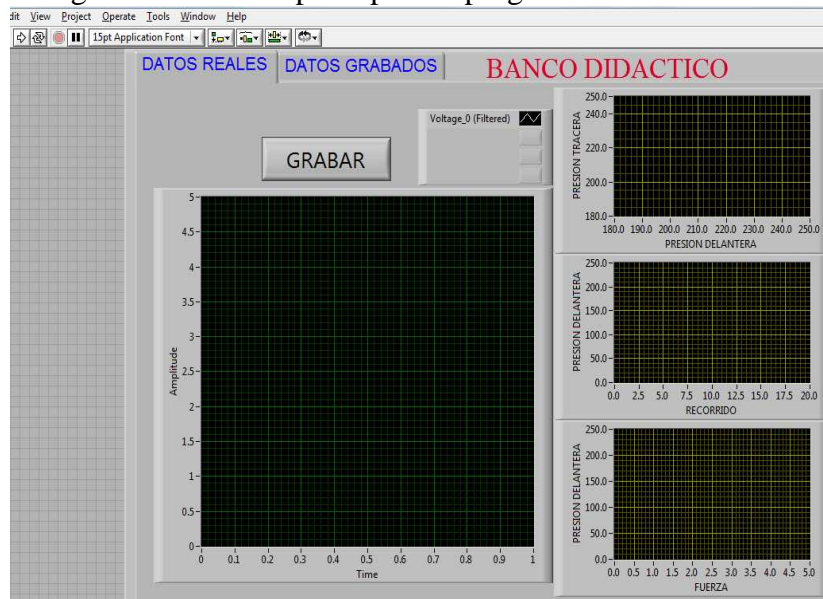 dit View Project Operate Tools Window Help
15pt Application Font
DATOS REALES
DATOS GRABADOS
BANCO DIDACTICO
Voltage_0 (Filtered)
GRABAR
5
4.5
4
3.5
3
2.5
2
1.5
1
0.5
0
Amplitude
0 0.1 0.2 0.3 0.4 0.5 0.6 0.7 0.8 0.9 1
Time
250.0
240.0
220.0
200.0
180.0
PRESION TRACERA
180.0 190.0 200.0 210.0 220.0 230.0 240.0 250.0
PRESION DELANTERA
250.0
200.0
150.0
100.0
50.0
0.0
PRESION DELANTERA
0.0 2.5 5.0 7.5 10.0 12.5 15.0 17.5 20.0
RECORRIDO
250.0
200.0
150.0
100.0
50.0
0.0
PRESION DELANTERA
0.0 0.5 1.0 1.5 2.0 2.5 3.0 3.5 4.0 4.5 5.0
FUERZA